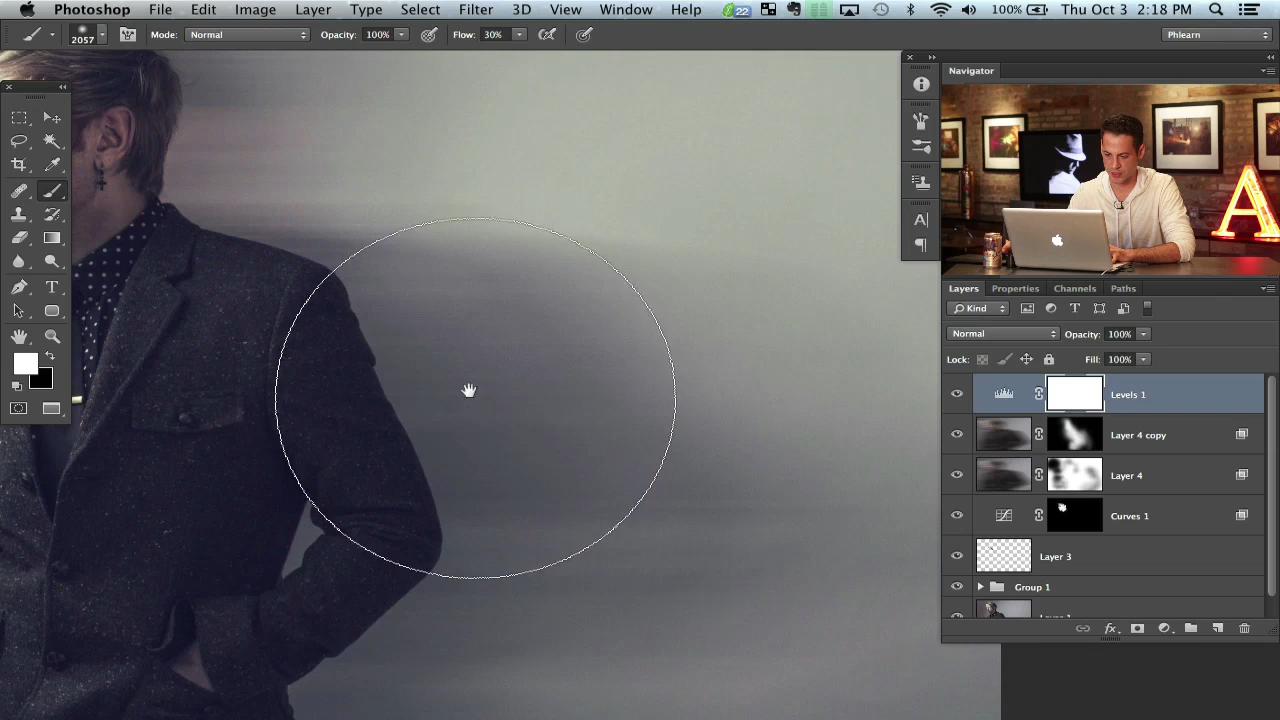 Photoshop File Edit Image Layer Type Select Filter 3D View Window Help 22 100% Thu Oct 3 2:18 PM
2057 Mode: Normal Opacity: 100% Flow: 30% Phlearn
Navigator
A
Layers Properties Channels Paths
Kind
Normal Opacity: 100%
Lock: Fill: 100%
Levels 1
Layer 4 copy
Layer 4
Curves 1
Layer 3
Group 1
fx